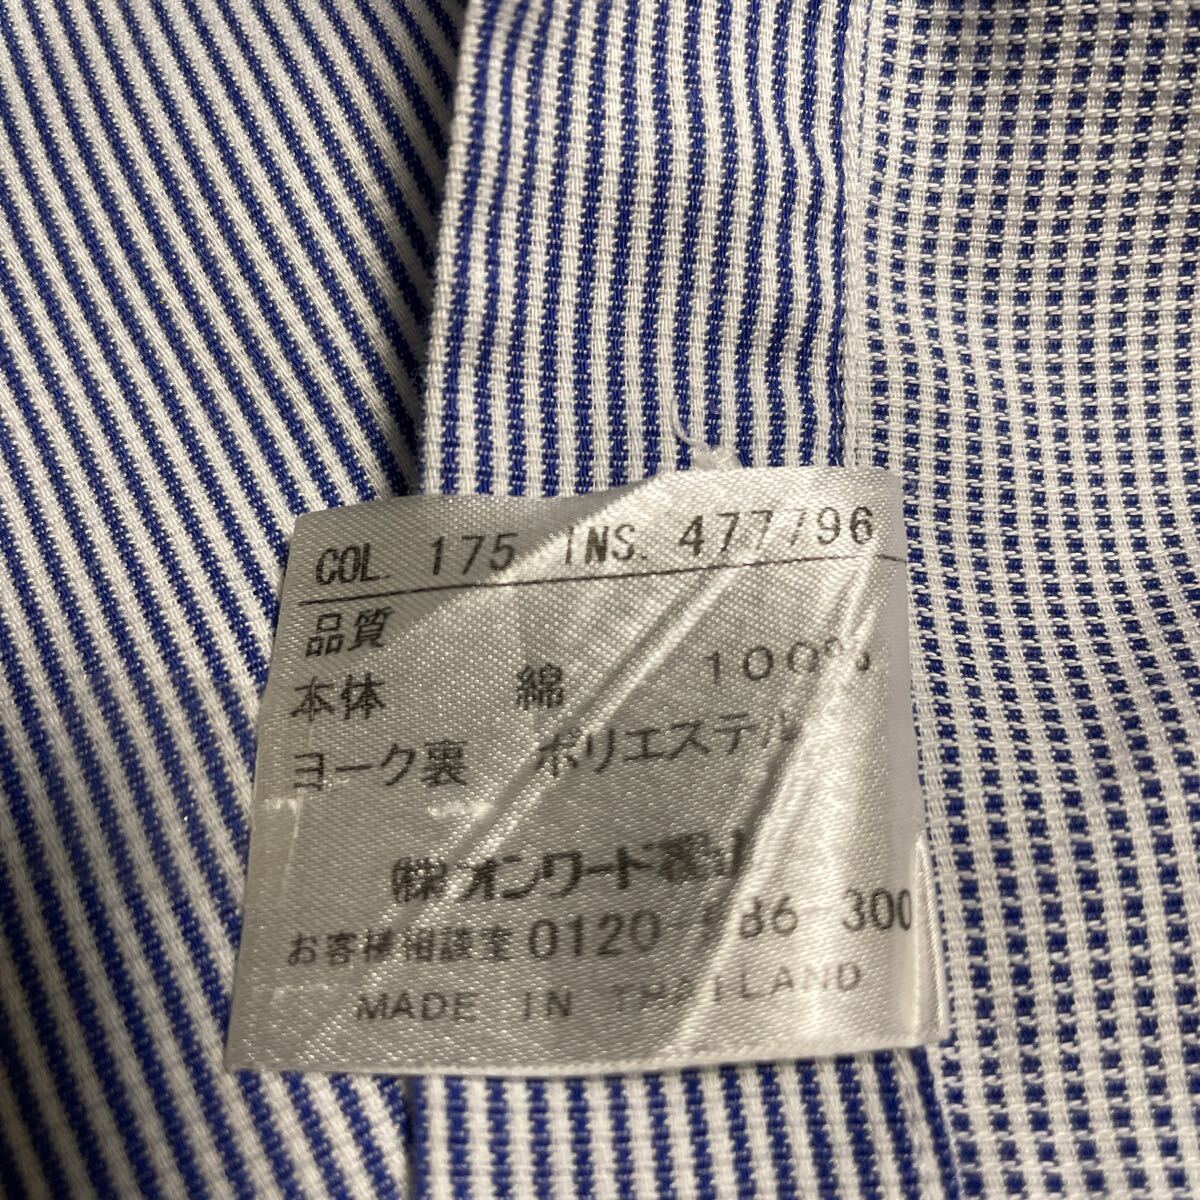 COL. 175 INS. 477/96
品質
本体 綿 100%
ヨーク裏 ポリエステル
㈱オンワード樫山
お客様相談室 0120 586 300
MADE IN THAILAND